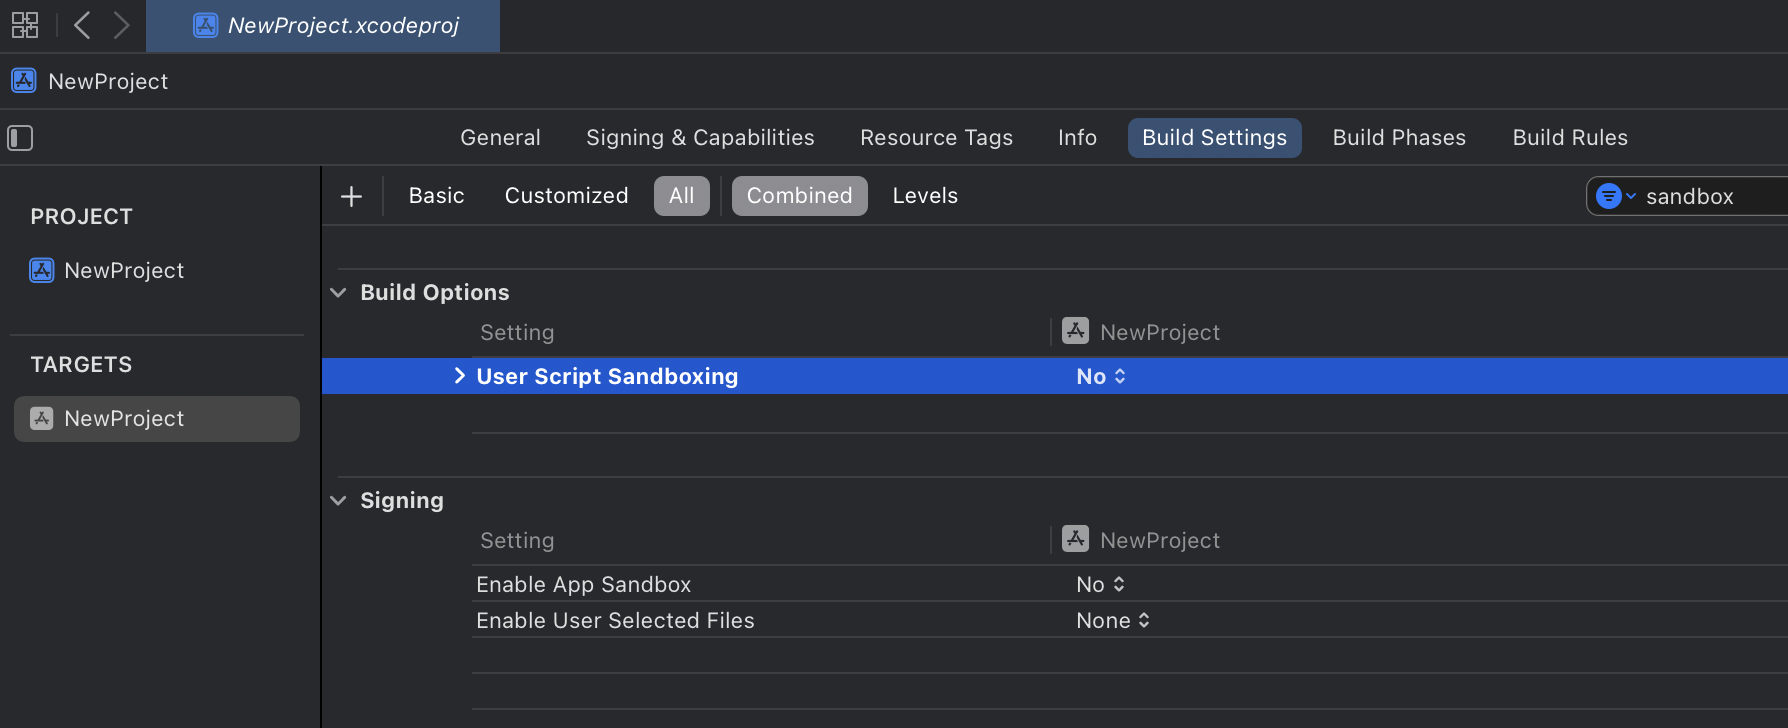 NewProject.xcodeproj
NewProject
General Signing & Capabilities Resource Tags Info Build Settings Build Phases Build Rules
PROJECT
NewProject
TARGETS
NewProject
Basic Customized All Combined Levels sandbox
Build Options
Setting NewProject
User Script Sandboxing No
Signing
Setting NewProject
Enable App Sandbox No
Enable User Selected Files None